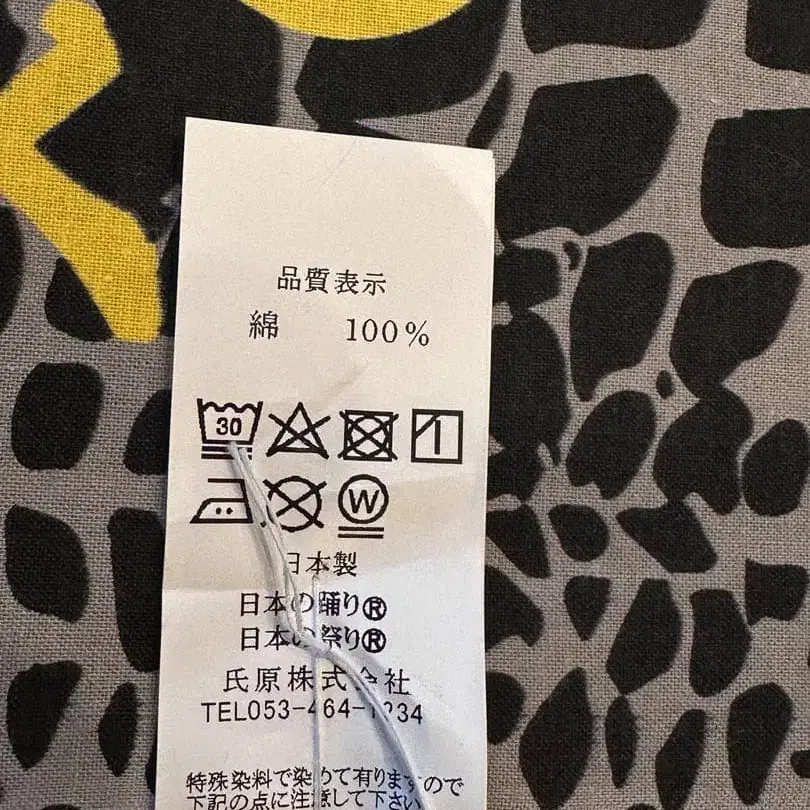 品質表示
綿 100%
30
W
日本製
日本の踊り®
日本の祭り®
氏原株式会社
TEL053-464-1234
特殊染料で染めて有りますので
下記の点に注意して下さい